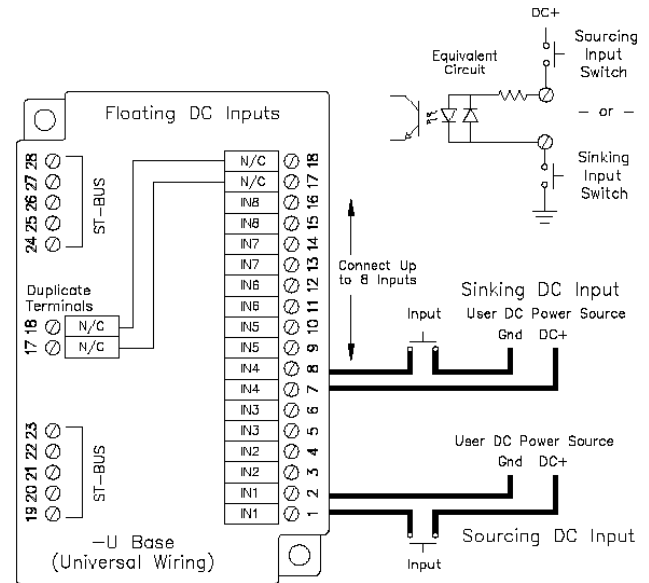 DC+
Sourcing
Input
Switch
Equivalent
Circuit
- or -
Sinking
Input
Switch
Floating DC Inputs
28
27
26
25
24
ST-BUS
N/C 18
N/C 17
IN8 16
IN8 15
IN7 14
IN7 13
IN6 12
IN6 11
IN5 10
IN5 9
IN4 8
IN4 7
IN3 6
IN3 5
IN2 4
IN2 3
IN1 2
IN1 1
Duplicate
Terminals
18 N/C
17 N/C
23
22
21
20
19
ST-BUS
-U Base
(Universal Wiring)
Connect Up
to 8 Inputs
Sinking DC Input
Input
User DC Power Source
Gnd DC+
User DC Power Source
Gnd DC+
Sourcing DC Input
Input